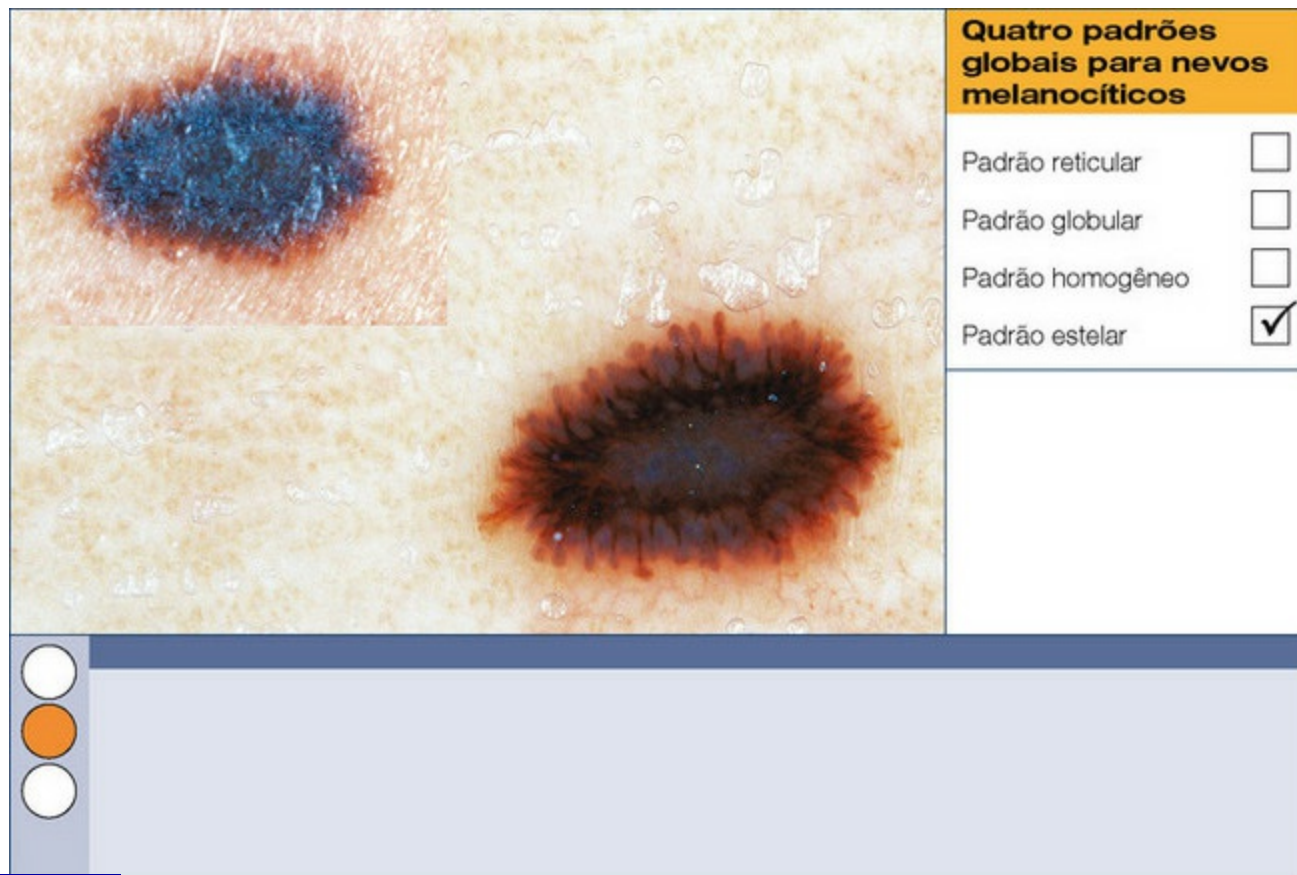 Quatro padrões
globais para nevos
melanocíticos
Padrão reticular
Padrão globular
Padrão homogêneo
Padrão estelar